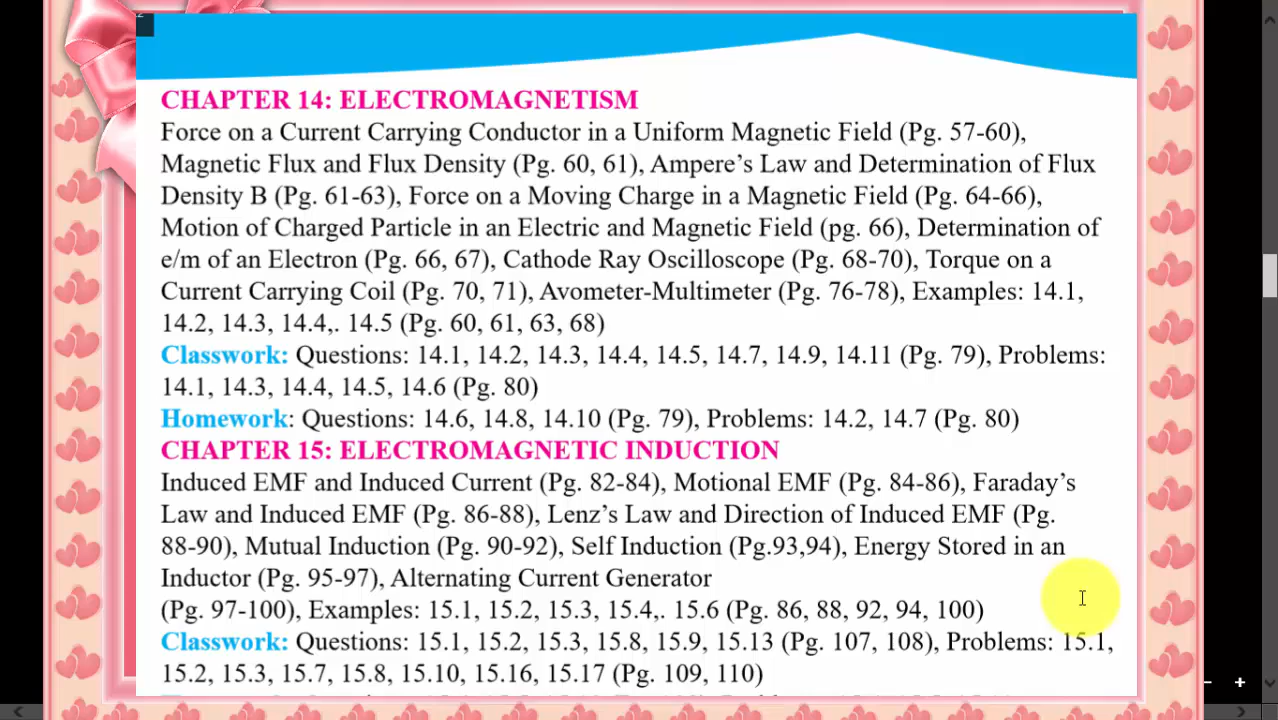 CHAPTER 14: ELECTROMAGNETISM
Force on a Current Carrying Conductor in a Uniform Magnetic Field (Pg. 57-60),
Magnetic Flux and Flux Density (Pg. 60, 61), Ampere’s Law and Determination of Flux
Density B (Pg. 61-63), Force on a Moving Charge in a Magnetic Field (Pg. 64-66),
Motion of Charged Particle in an Electric and Magnetic Field (pg. 66), Determination of
e/m of an Electron (Pg. 66, 67), Cathode Ray Oscilloscope (Pg. 68-70), Torque on a
Current Carrying Coil (Pg. 70, 71), Avometer-Multimeter (Pg. 76-78), Examples: 14.1,
14.2, 14.3, 14.4,. 14.5 (Pg. 60, 61, 63, 68)
Classwork: Questions: 14.1, 14.2, 14.3, 14.4, 14.5, 14.7, 14.9, 14.11 (Pg. 79), Problems:
14.1, 14.3, 14.4, 14.5, 14.6 (Pg. 80)
Homework: Questions: 14.6, 14.8, 14.10 (Pg. 79), Problems: 14.2, 14.7 (Pg. 80)
CHAPTER 15: ELECTROMAGNETIC INDUCTION
Induced EMF and Induced Current (Pg. 82-84), Motional EMF (Pg. 84-86), Faraday’s
Law and Induced EMF (Pg. 86-88), Lenz’s Law and Direction of Induced EMF (Pg.
88-90), Mutual Induction (Pg. 90-92), Self Induction (Pg.93,94), Energy Stored in an
Inductor (Pg. 95-97), Alternating Current Generator
(Pg. 97-100), Examples: 15.1, 15.2, 15.3, 15.4,. 15.6 (Pg. 86, 88, 92, 94, 100)
Classwork: Questions: 15.1, 15.2, 15.3, 15.8, 15.9, 15.13 (Pg. 107, 108), Problems: 15.1,
15.2, 15.3, 15.7, 15.8, 15.10, 15.16, 15.17 (Pg. 109, 110)